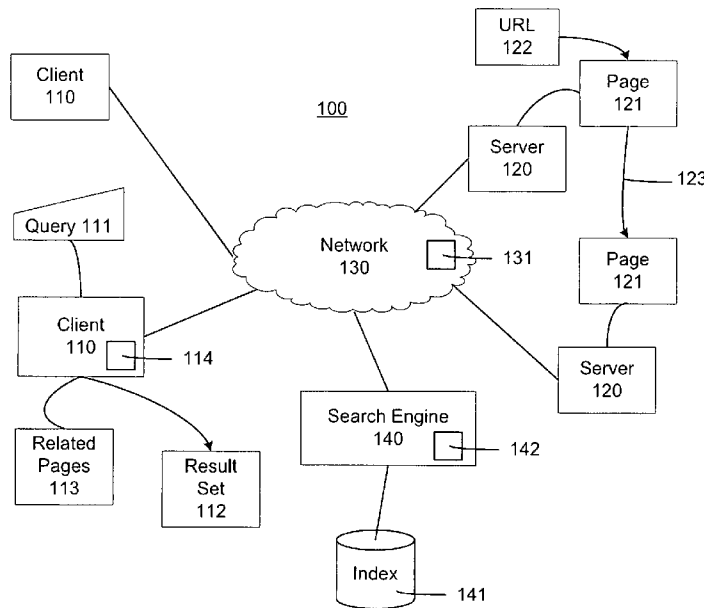 URL
122
Client
110
Page
121
100
Server
120
123
Query 111
Network
130
131
Page
121
Client
110
114
Server
120
Search Engine
140
142
Related
Pages
113
Result
Set
112
Index
141